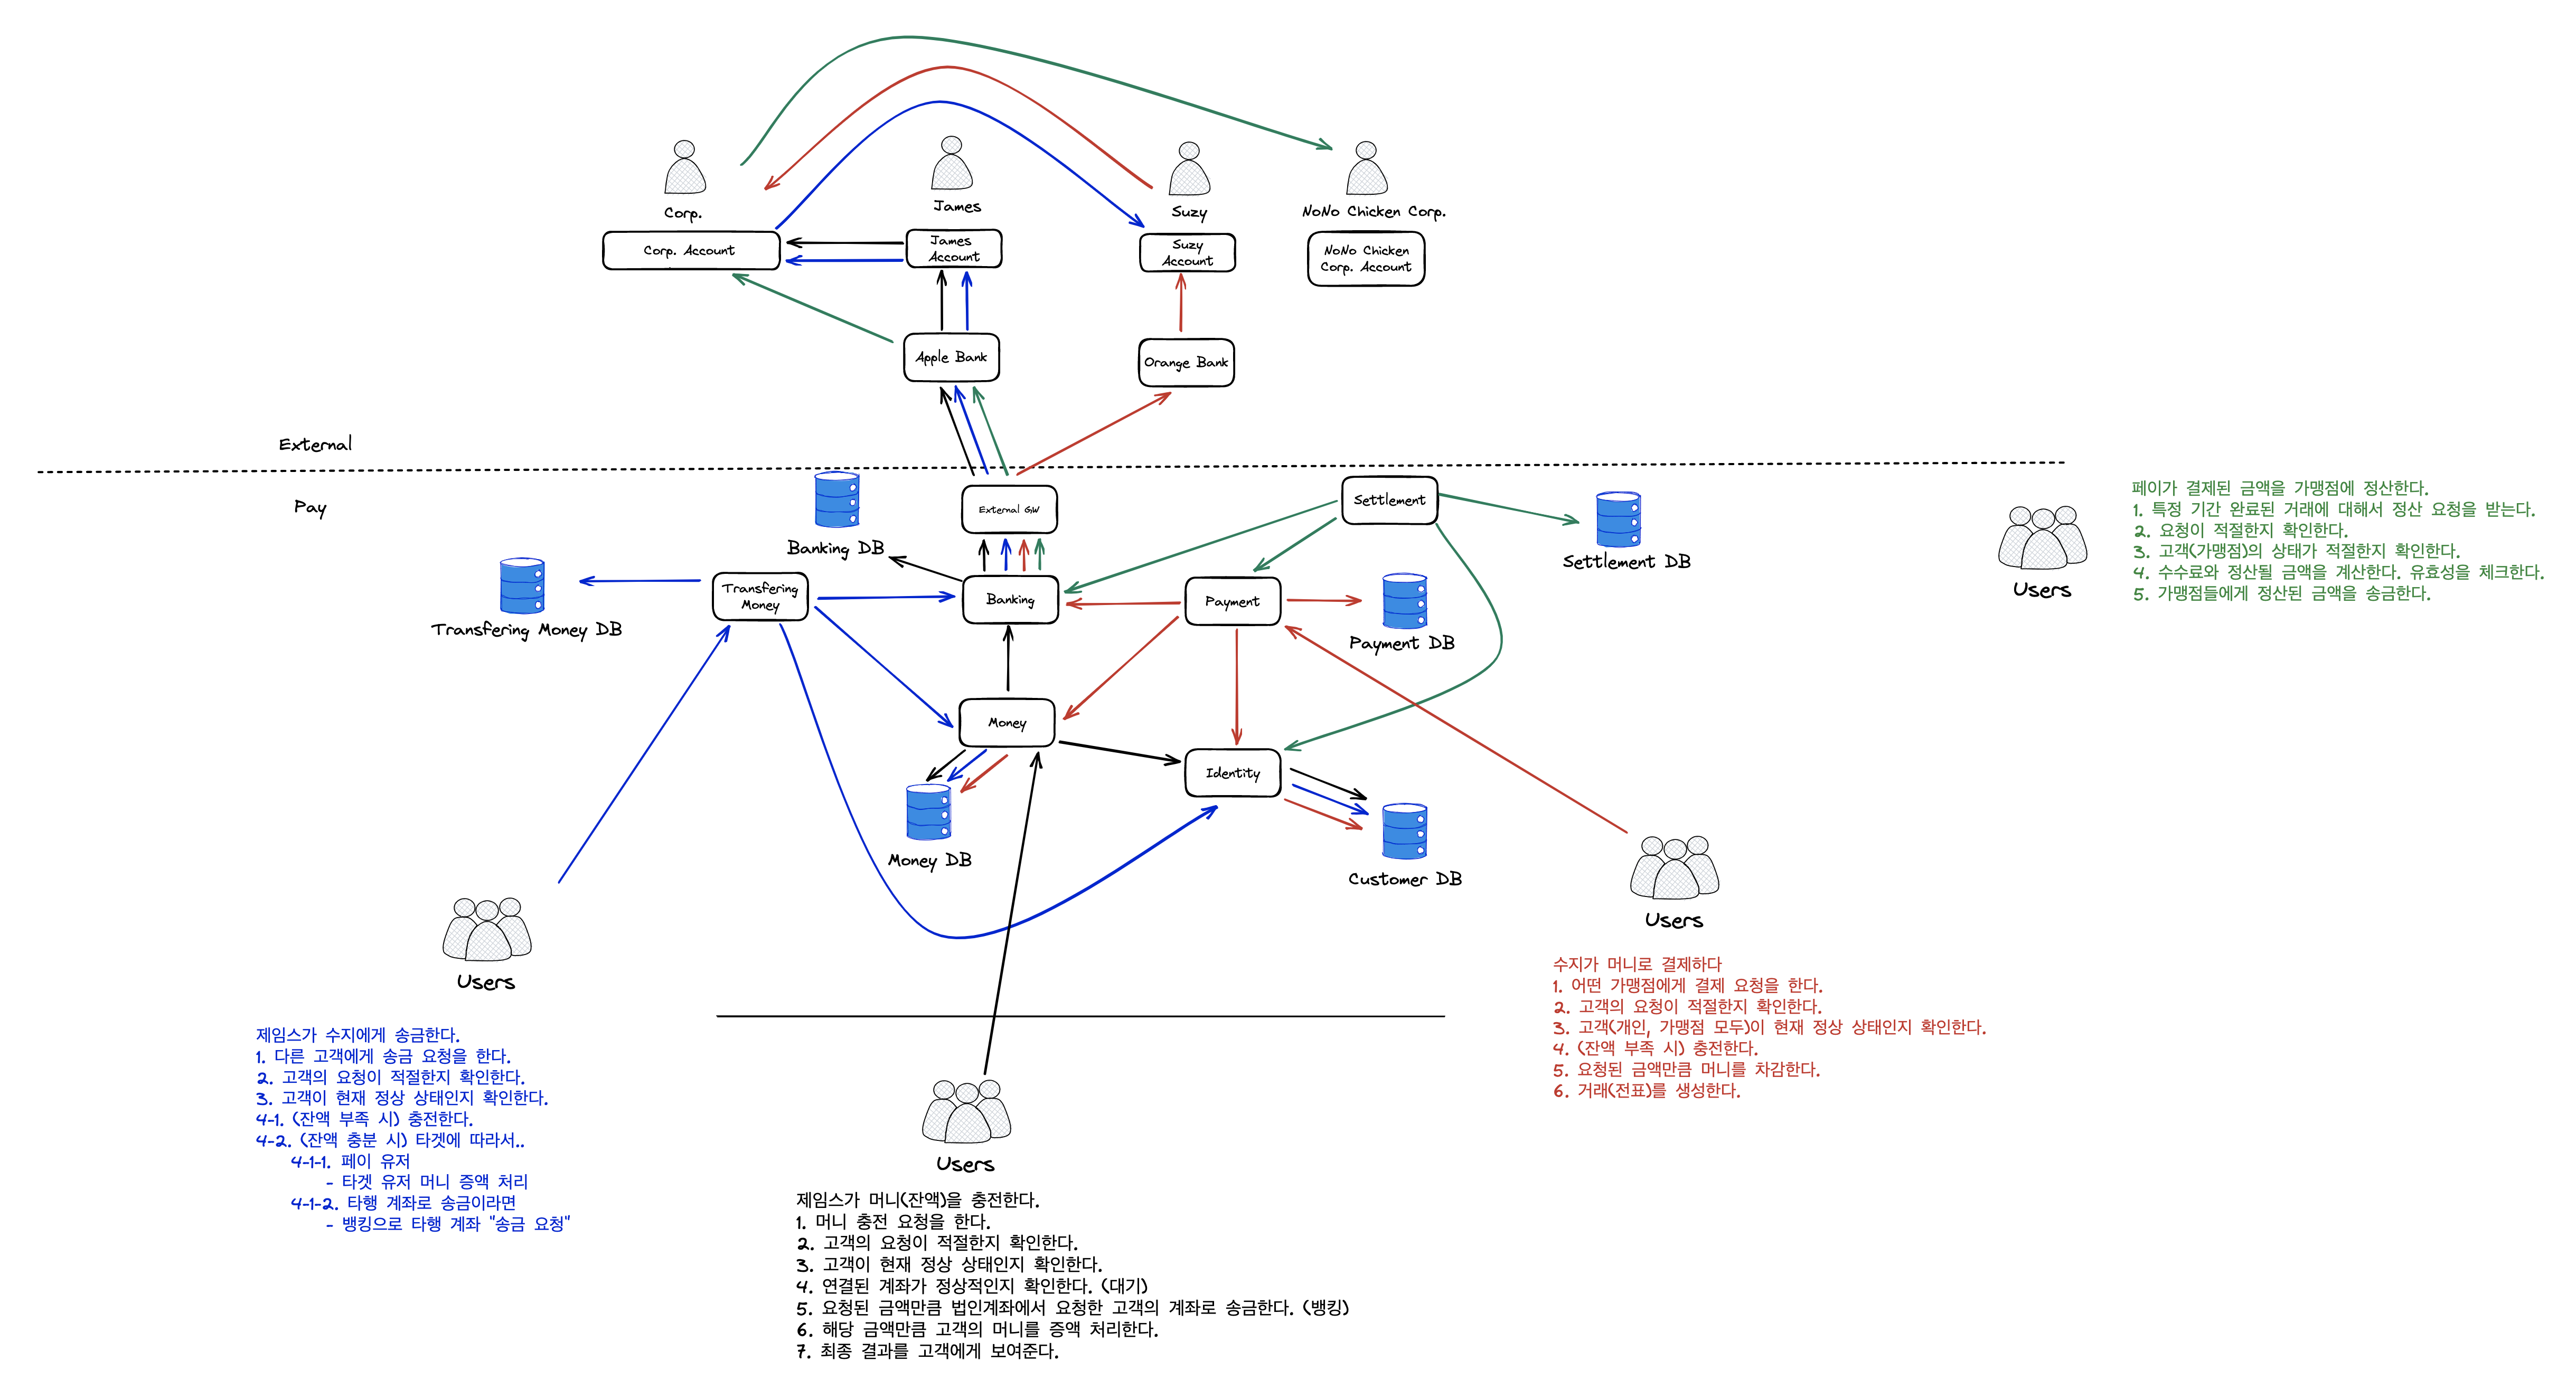 Corp.
James
Suzy
NoNo Chicken Corp.
Corp. Account
James
Account
Suzy
Account
NoNo Chicken
Corp. Account
Apple Bank
Orange Bank
External
Pay
Banking DB
External G/W
Settlement
Settlement DB
Users
페이가 결제된 금액을 가맹점에 정산한다.
1. 특정 기간 완료된 거래에 대해서 정산 요청을 받는다.
2. 요청이 적절한지 확인한다.
3. 고객(가맹점)의 상태가 적절한지 확인한다.
4. 수수료와 정산될 금액을 계산한다. 유효성을 체크한다.
5. 가맹점들에게 정산된 금액을 송금한다.
Transfering Money DB
Transfering
Money
Banking
Payment
Payment DB
Money
Identity
Money DB
Customer DB
Users
제임스가 수지에게 송금한다.
1. 다른 고객에게 송금 요청을 한다.
2. 고객의 요청이 적절한지 확인한다.
3. 고객이 현재 정상 상태인지 확인한다.
4-1. (잔액 부족 시) 충전한다.
4-2. (잔액 충분 시) 타겟에 따라서..
4-1-1. 페이 유저
- 타겟 유저 머니 증액 처리
4-1-2. 타행 계좌로 송금이라면
- 뱅킹으로 타행 계좌 "송금 요청"
Users
제임스가 머니(잔액)을 충전한다.
1. 머니 충전 요청을 한다.
2. 고객의 요청이 적절한지 확인한다.
3. 고객이 현재 정상 상태인지 확인한다.
4. 연결된 계좌가 정상적인지 확인한다. (대기)
5. 요청된 금액만큼 법인계좌에서 요청한 고객의 계좌로 송금한다. (뱅킹)
6. 해당 금액만큼 고객의 머니를 증액 처리한다.
7. 최종 결과를 고객에게 보여준다.
Users
수지가 머니로 결제하다
1. 어떤 가맹점에게 결제 요청을 한다.
2. 고객의 요청이 적절한지 확인한다.
3. 고객(개인, 가맹점 모두)이 현재 정상 상태인지 확인한다.
4. (잔액 부족 시) 충전한다.
5. 요청된 금액만큼 머니를 차감한다.
6. 거래(전표)를 생성한다.